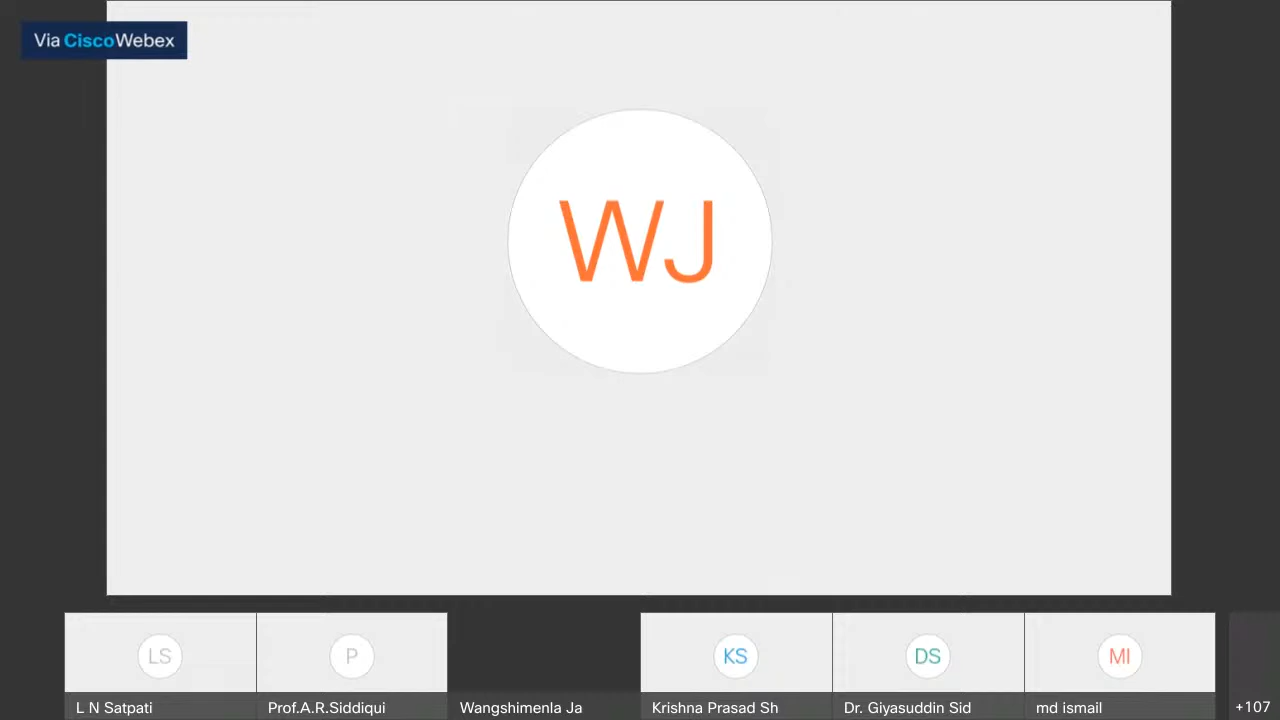 Via CiscoWebex
WJ
LS
P
KS
DS
MI
L N Satpati
Prof.A.R.Siddiqui
Wangshimenla Ja
Krishna Prasad Sh
Dr. Giyasuddin Sid
md ismail
+107